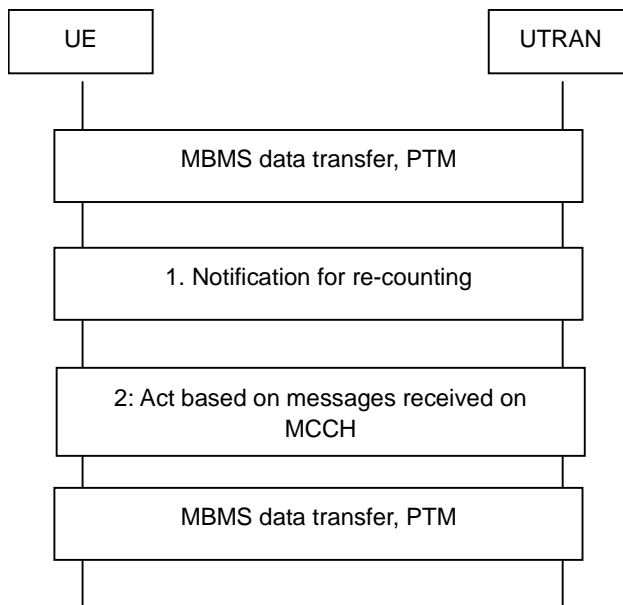 UE
UTRAN
MBMS data transfer, PTM
1. Notification for re-counting
2: Act based on messages received on
MCCH
MBMS data transfer, PTM